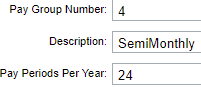 Pay Group Number: 4
Description: SemiMonthly
Pay Periods Per Year: 24